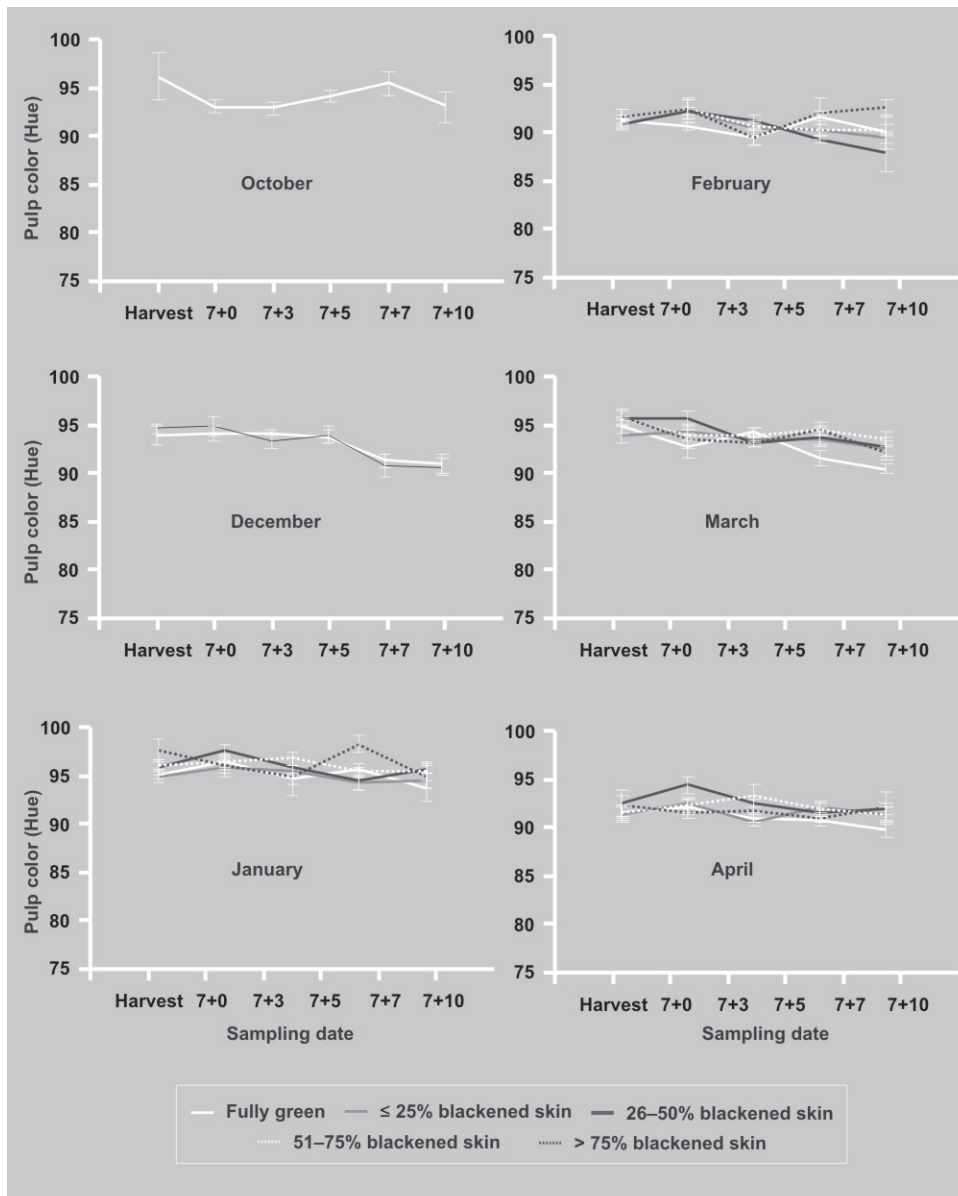 100
95
90
85
80
75
Pulp color (Hue)
October
Harvest 7+0 7+3 7+5 7+7 7+10
100
95
90
85
80
75
February
Harvest 7+0 7+3 7+5 7+7 7+10
100
95
90
85
80
75
Pulp color (Hue)
December
Harvest 7+0 7+3 7+5 7+7 7+10
100
95
90
85
80
75
March
Harvest 7+0 7+3 7+5 7+7 7+10
100
95
90
85
80
75
Pulp color (Hue)
January
Harvest 7+0 7+3 7+5 7+7 7+10
Sampling date
100
95
90
85
80
75
April
Harvest 7+0 7+3 7+5 7+7 7+10
Sampling date
Fully green ≤ 25% blackened skin 26–50% blackened skin
51–75% blackened skin > 75% blackened skin